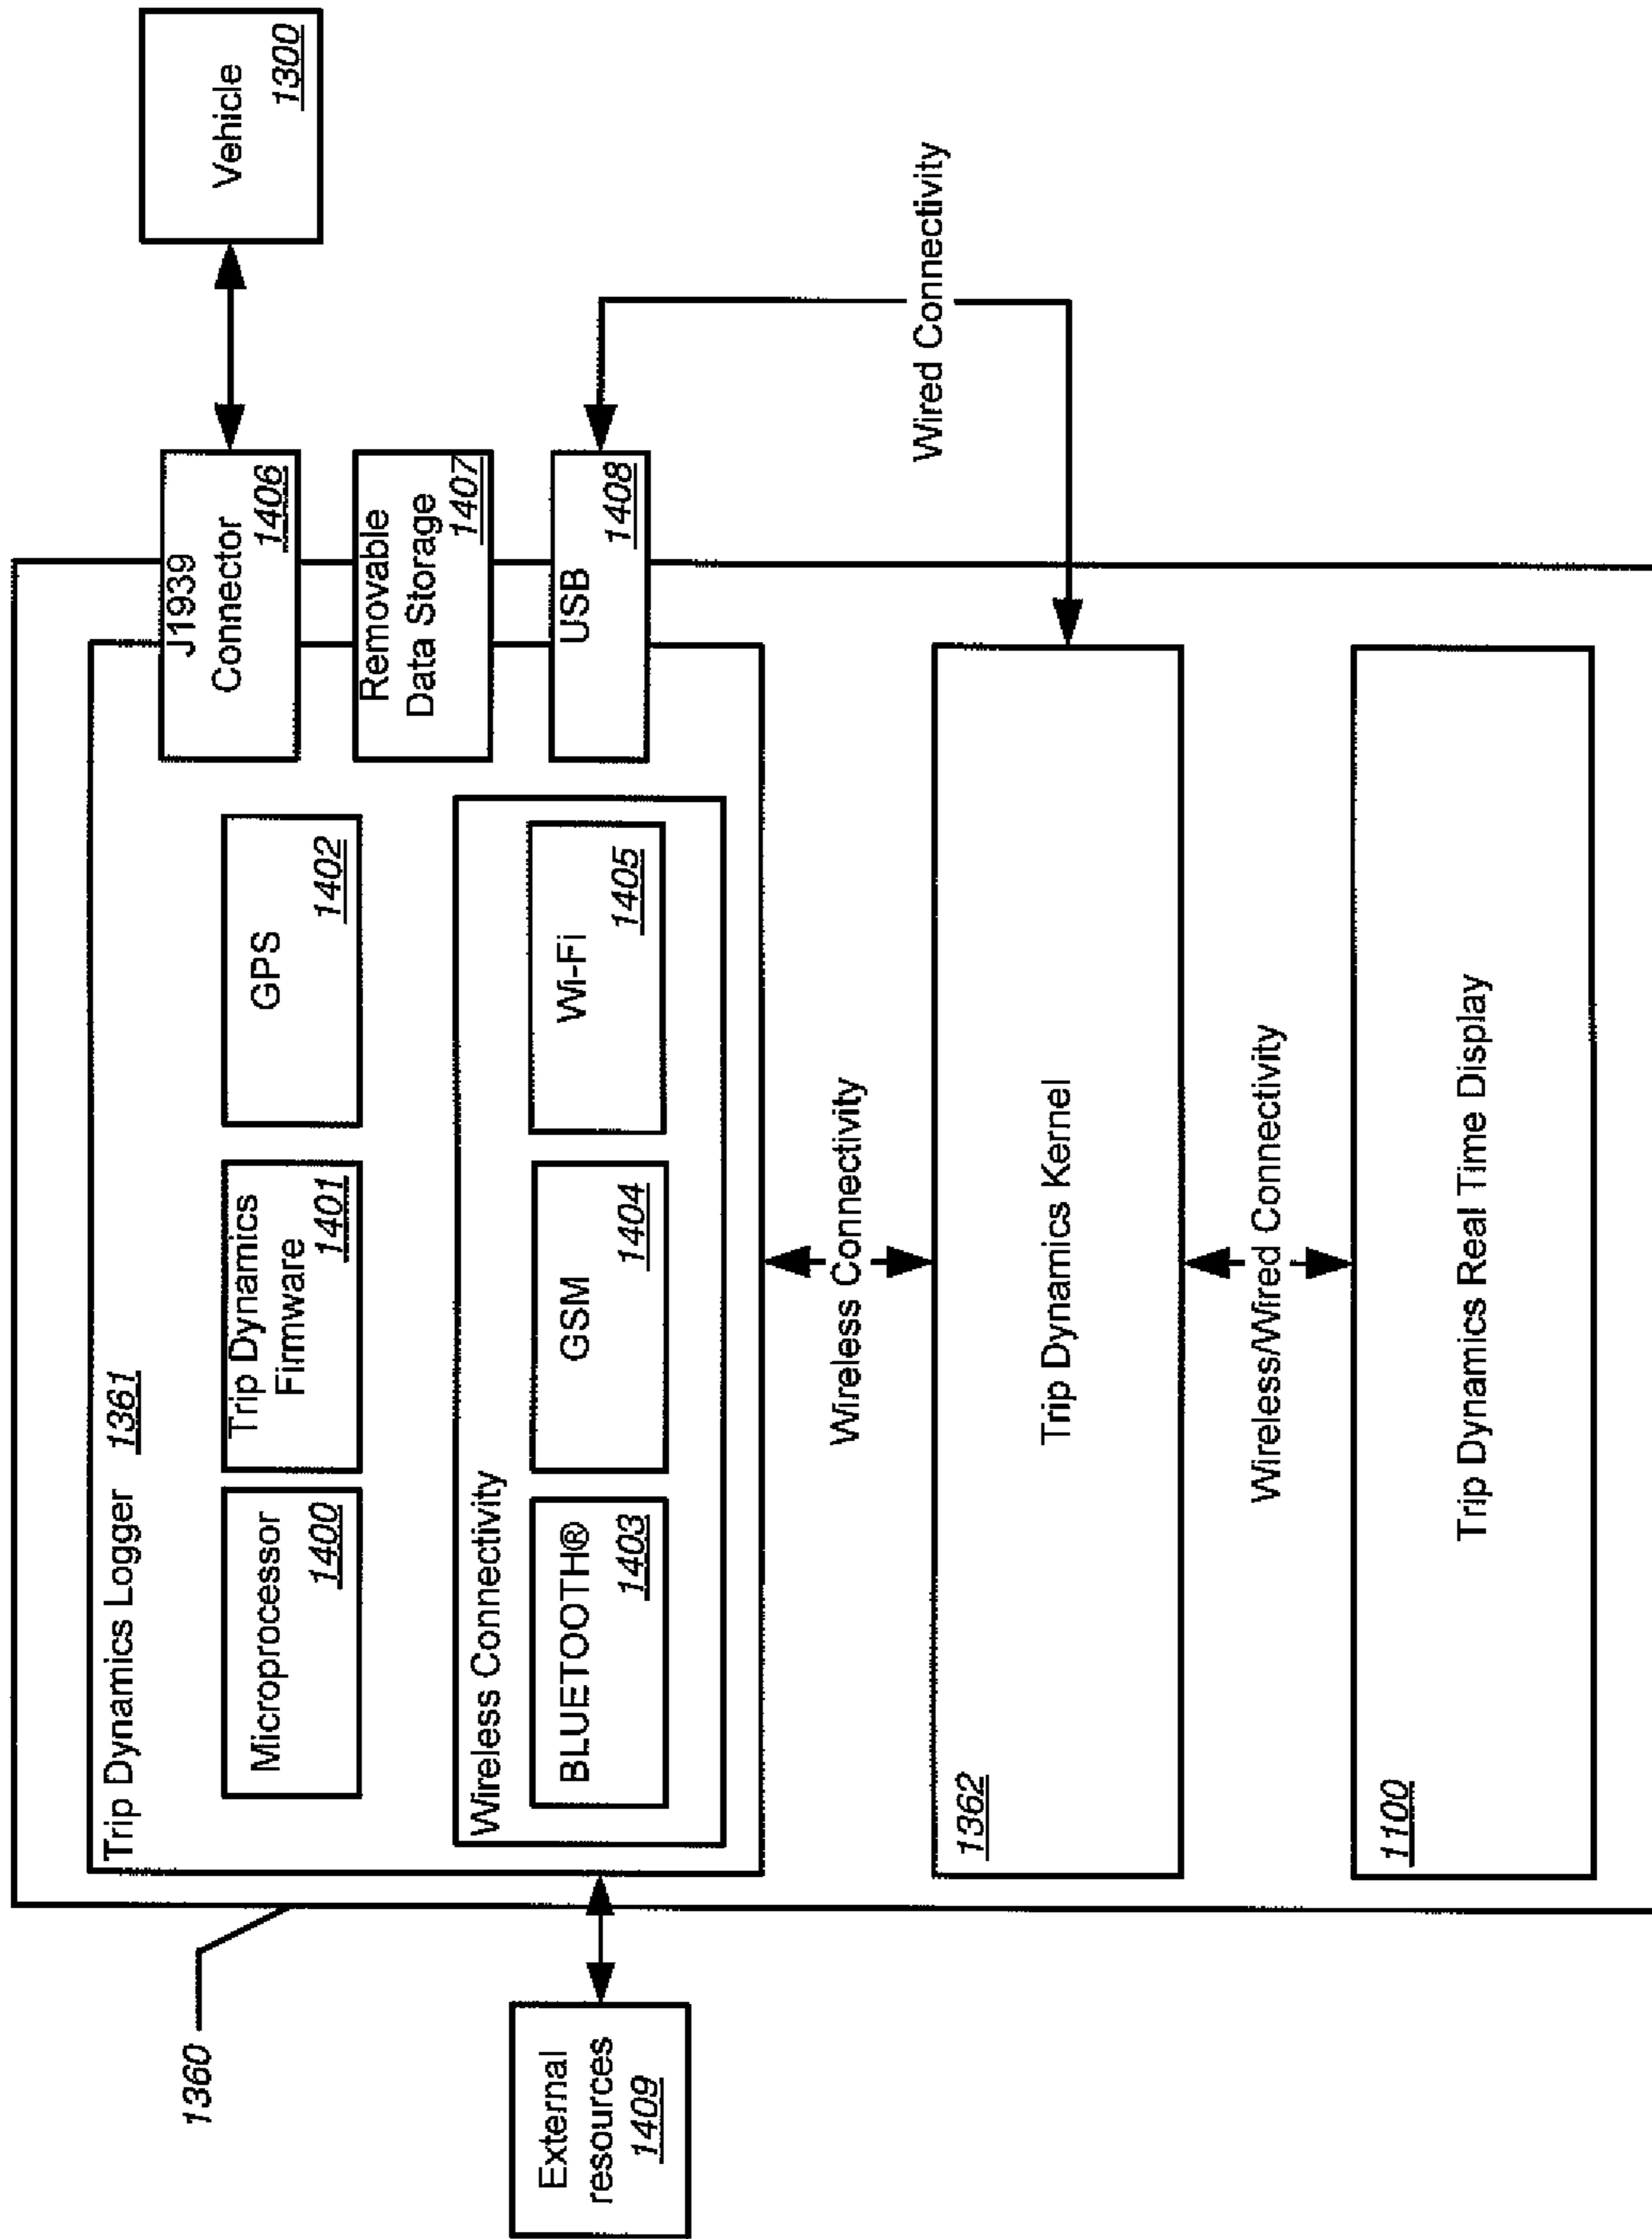 1360
Trip Dynamics Logger 1361
Microprocessor
1400
Trip Dynamics
Firmware
1401
GPS
1402
J1939
Connector
1406
Vehicle
1300
Removable
Data Storage
1407
Wireless Connectivity
BLUETOOTH®
1403
GSM
1404
Wi-Fi
1405
USB
1408
External
resources
1409
Wireless Connectivity
Wired Connectivity
1362
Trip Dynamics Kernel
Wireless/Wired Connectivity
1100
Trip Dynamics Real Time Display